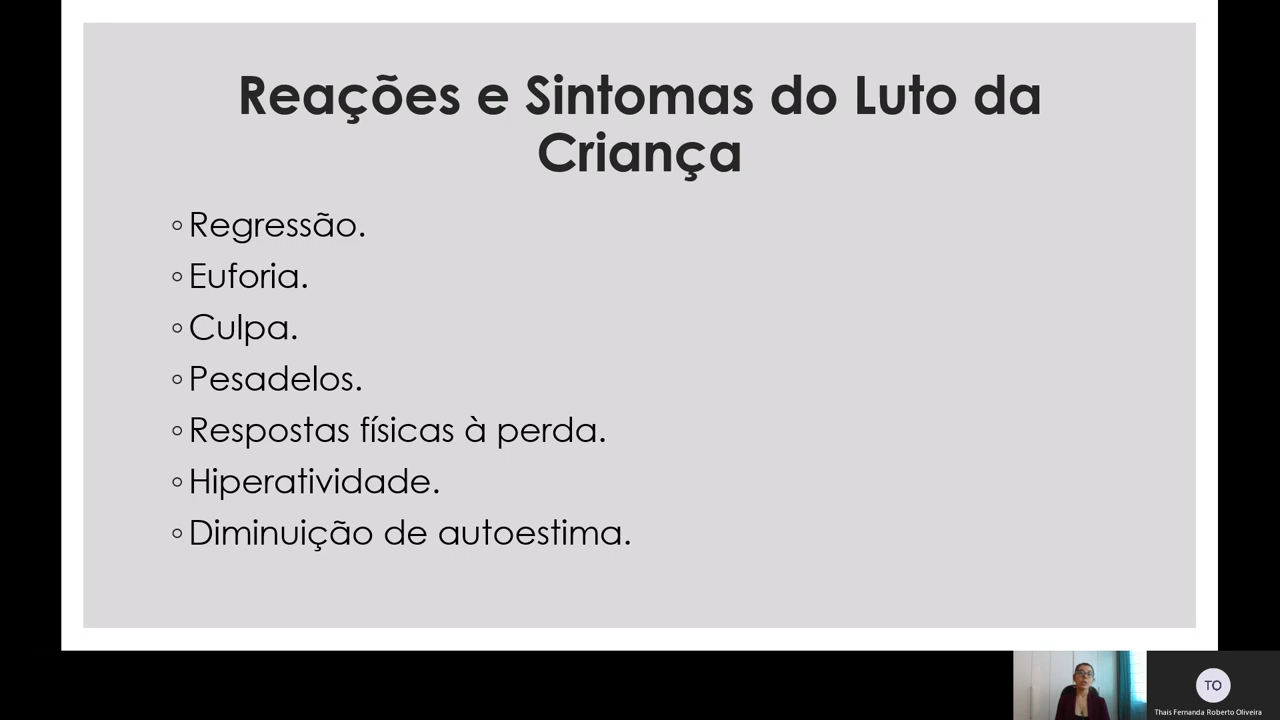 Reações e Sintomas do Luto da
Criança
◦Regressão.
◦Euforia.
◦Culpa.
◦Pesadelos.
◦Respostas físicas à perda.
◦Hiperatividade.
◦Diminuição de autoestima.
TO
Thais Fernanda Roberto Oliveira